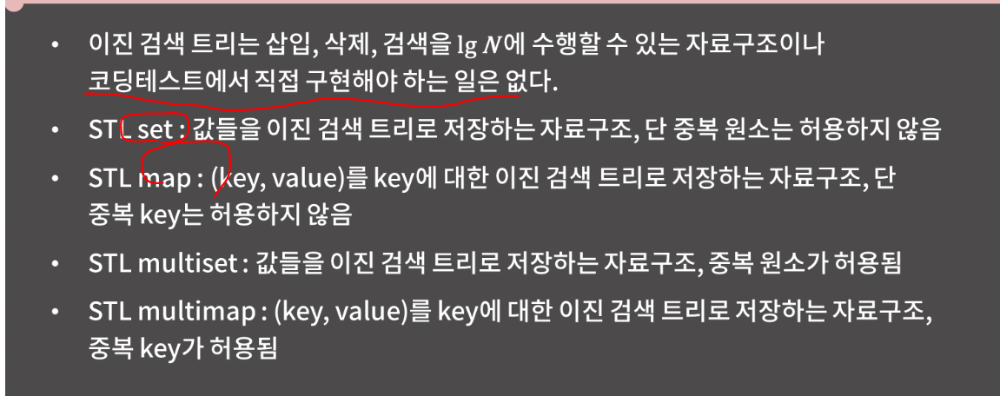 • 이진 검색 트리는 삽입, 삭제, 검색을 lg N에 수행할 수 있는 자료구조이나
코딩테스트에서 직접 구현해야 하는 일은 없다.
• STL set : 값들을 이진 검색 트리로 저장하는 자료구조, 단 중복 원소는 허용하지 않음
• STL map : (key, value)를 key에 대한 이진 검색 트리로 저장하는 자료구조, 단
중복 key는 허용하지 않음
• STL multiset : 값들을 이진 검색 트리로 저장하는 자료구조, 중복 원소가 허용됨
• STL multimap : (key, value)를 key에 대한 이진 검색 트리로 저장하는 자료구조,
중복 key가 허용됨